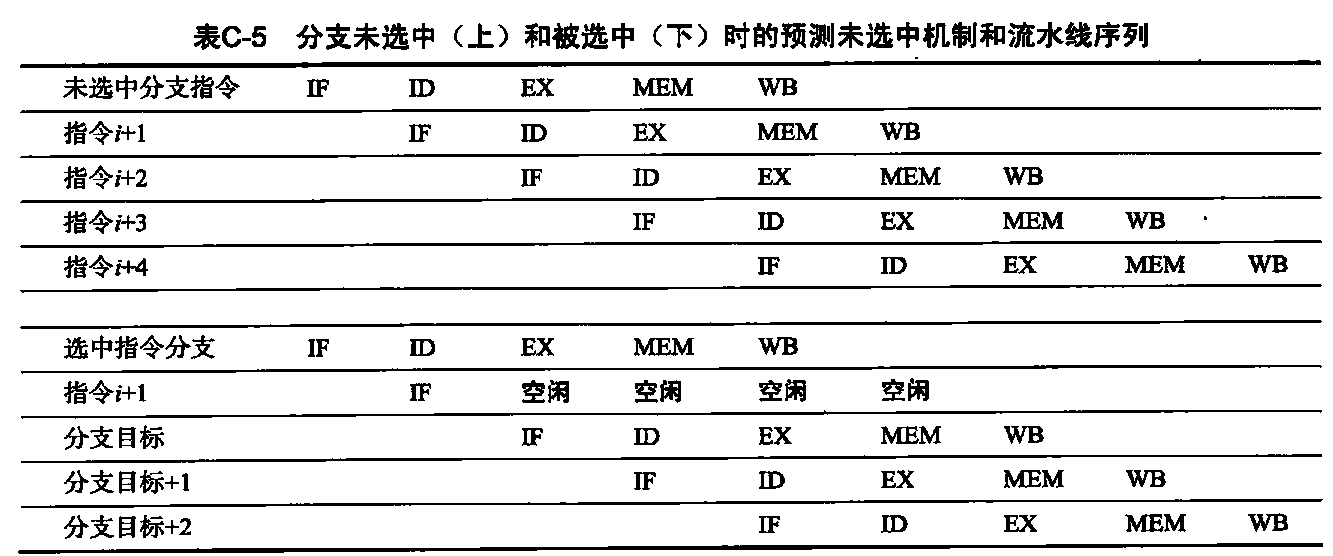 表C-5 分支未选中（上）和被选中（下）时的预测未选中机制和流水线序列
未选中分支指令 IF ID EX MEM WB
指令i+1 IF ID EX MEM WB
指令i+2 IF ID EX MEM WB
指令i+3 IF ID EX MEM WB
指令i+4 IF ID EX MEM WB
选中指令分支 IF ID EX MEM WB
指令i+1 IF 空闲 空闲 空闲 空闲
分支目标 IF ID EX MEM WB
分支目标+1 IF ID EX MEM WB
分支目标+2 IF ID EX MEM WB